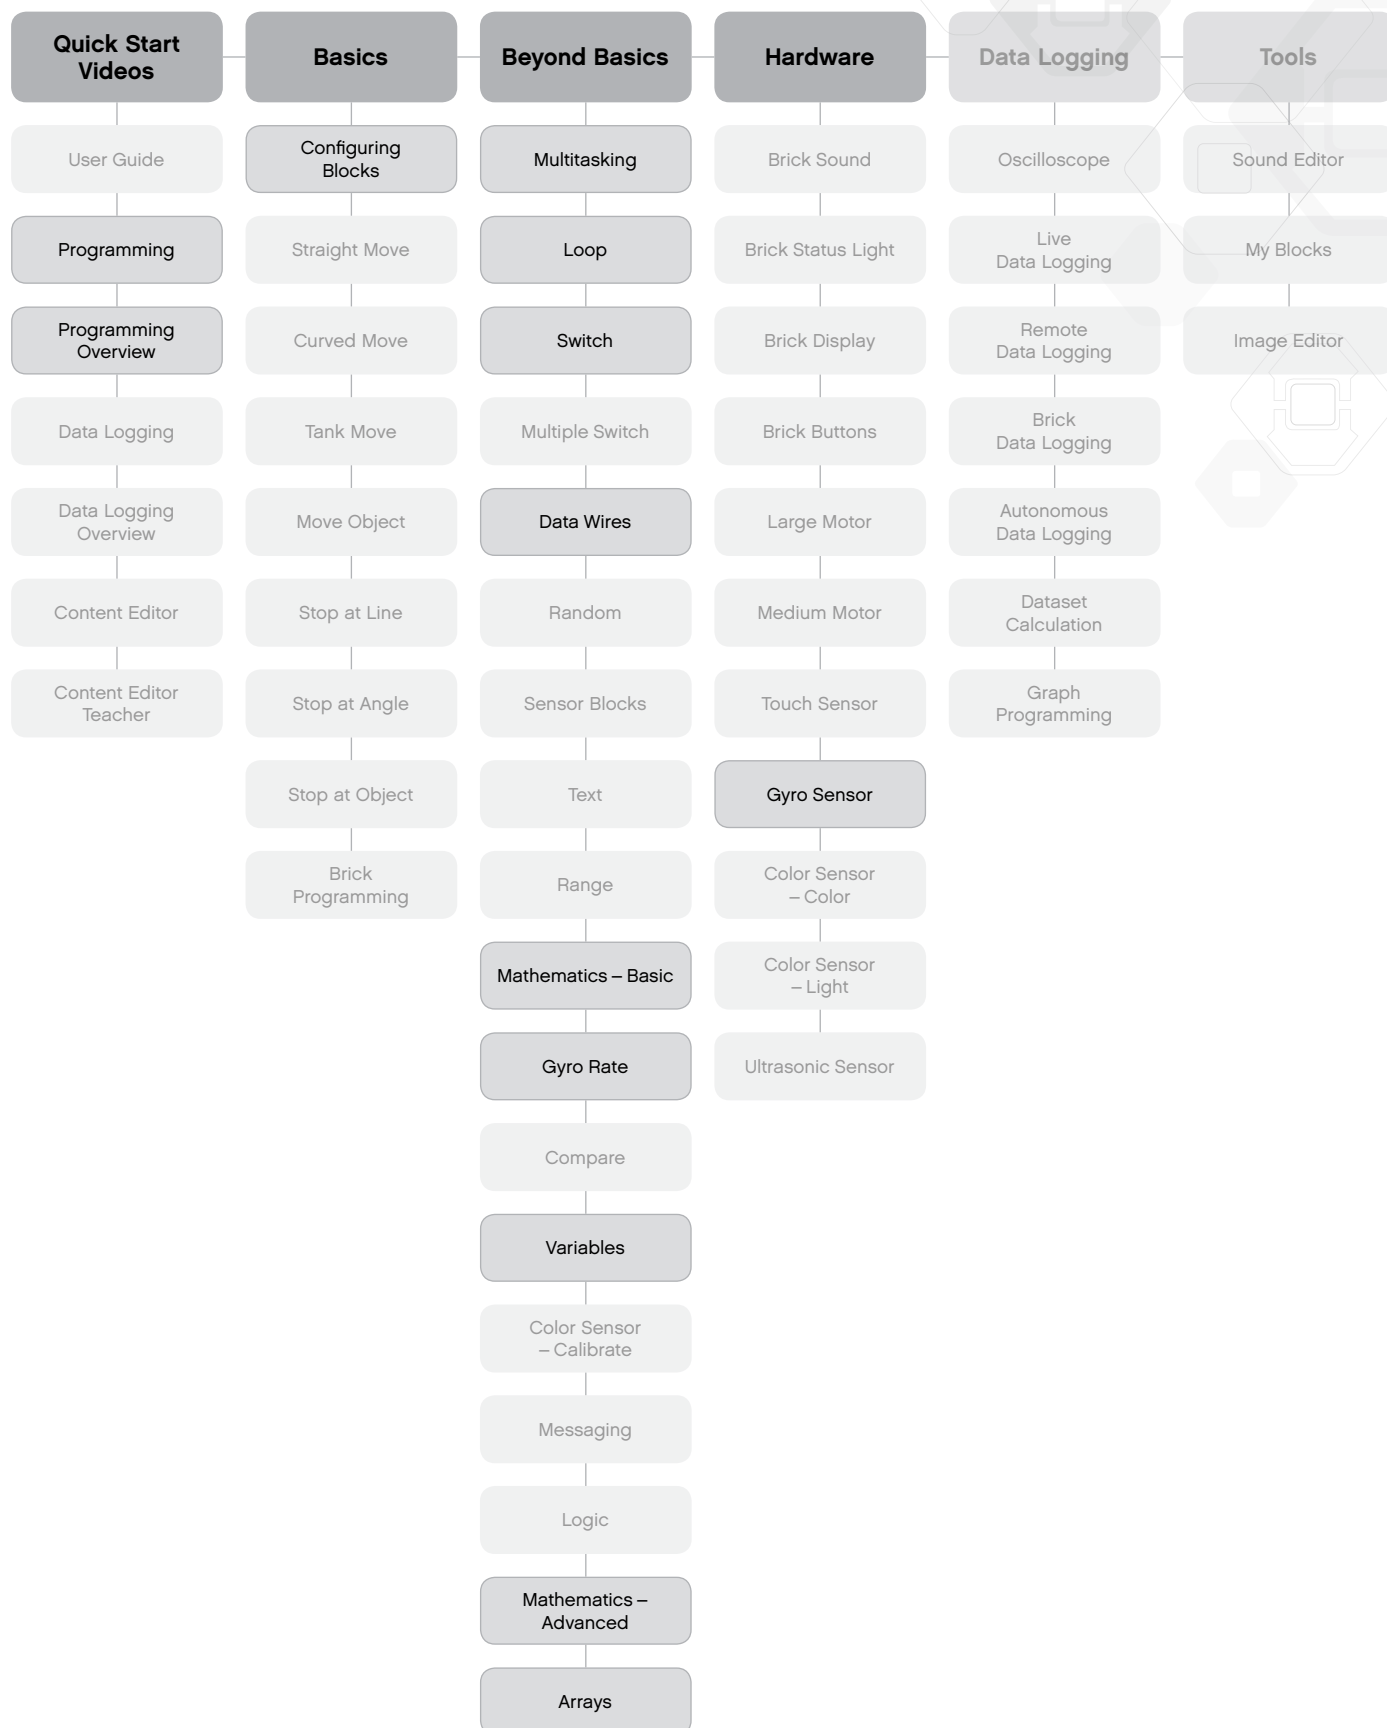 Quick Start
Videos
Basics
Beyond Basics
Hardware
Data Logging
Tools
User Guide
Programming
Programming
Overview
Data Logging
Data Logging
Overview
Content Editor
Content Editor
Teacher
Configuring
Blocks
Straight Move
Curved Move
Tank Move
Move Object
Stop at Line
Stop at Angle
Stop at Object
Brick
Programming
Multitasking
Loop
Switch
Multiple Switch
Data Wires
Random
Sensor Blocks
Text
Range
Mathematics – Basic
Gyro Rate
Compare
Variables
Color Sensor
– Calibrate
Messaging
Logic
Mathematics –
Advanced
Arrays
Brick Sound
Brick Status Light
Brick Display
Brick Buttons
Large Motor
Medium Motor
Touch Sensor
Gyro Sensor
Color Sensor
– Color
Color Sensor
– Light
Ultrasonic Sensor
Oscilloscope
Live
Data Logging
Remote
Data Logging
Brick
Data Logging
Autonomous
Data Logging
Dataset
Calculation
Graph
Programming
Sound Editor
My Blocks
Image Editor